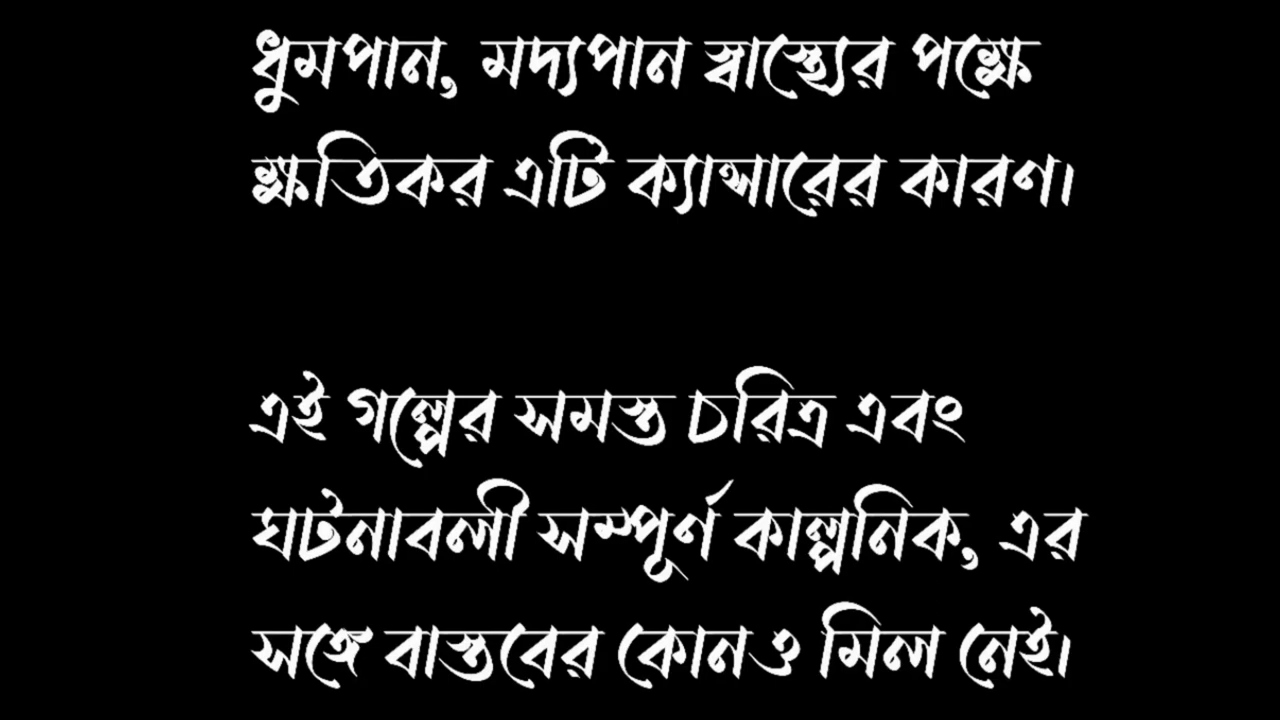 ধুমপান, মদ্যপান স্বাস্থ্যের পক্ষে
ক্ষতিকর এটি ক্যান্সারের কারণ।
এই গল্পের সমস্ত চরিত্র এবং
ঘটনাবলী সম্পূর্ণ কাল্পনিক, এর
সঙ্গে বাস্তবের কোনও মিল নেই।